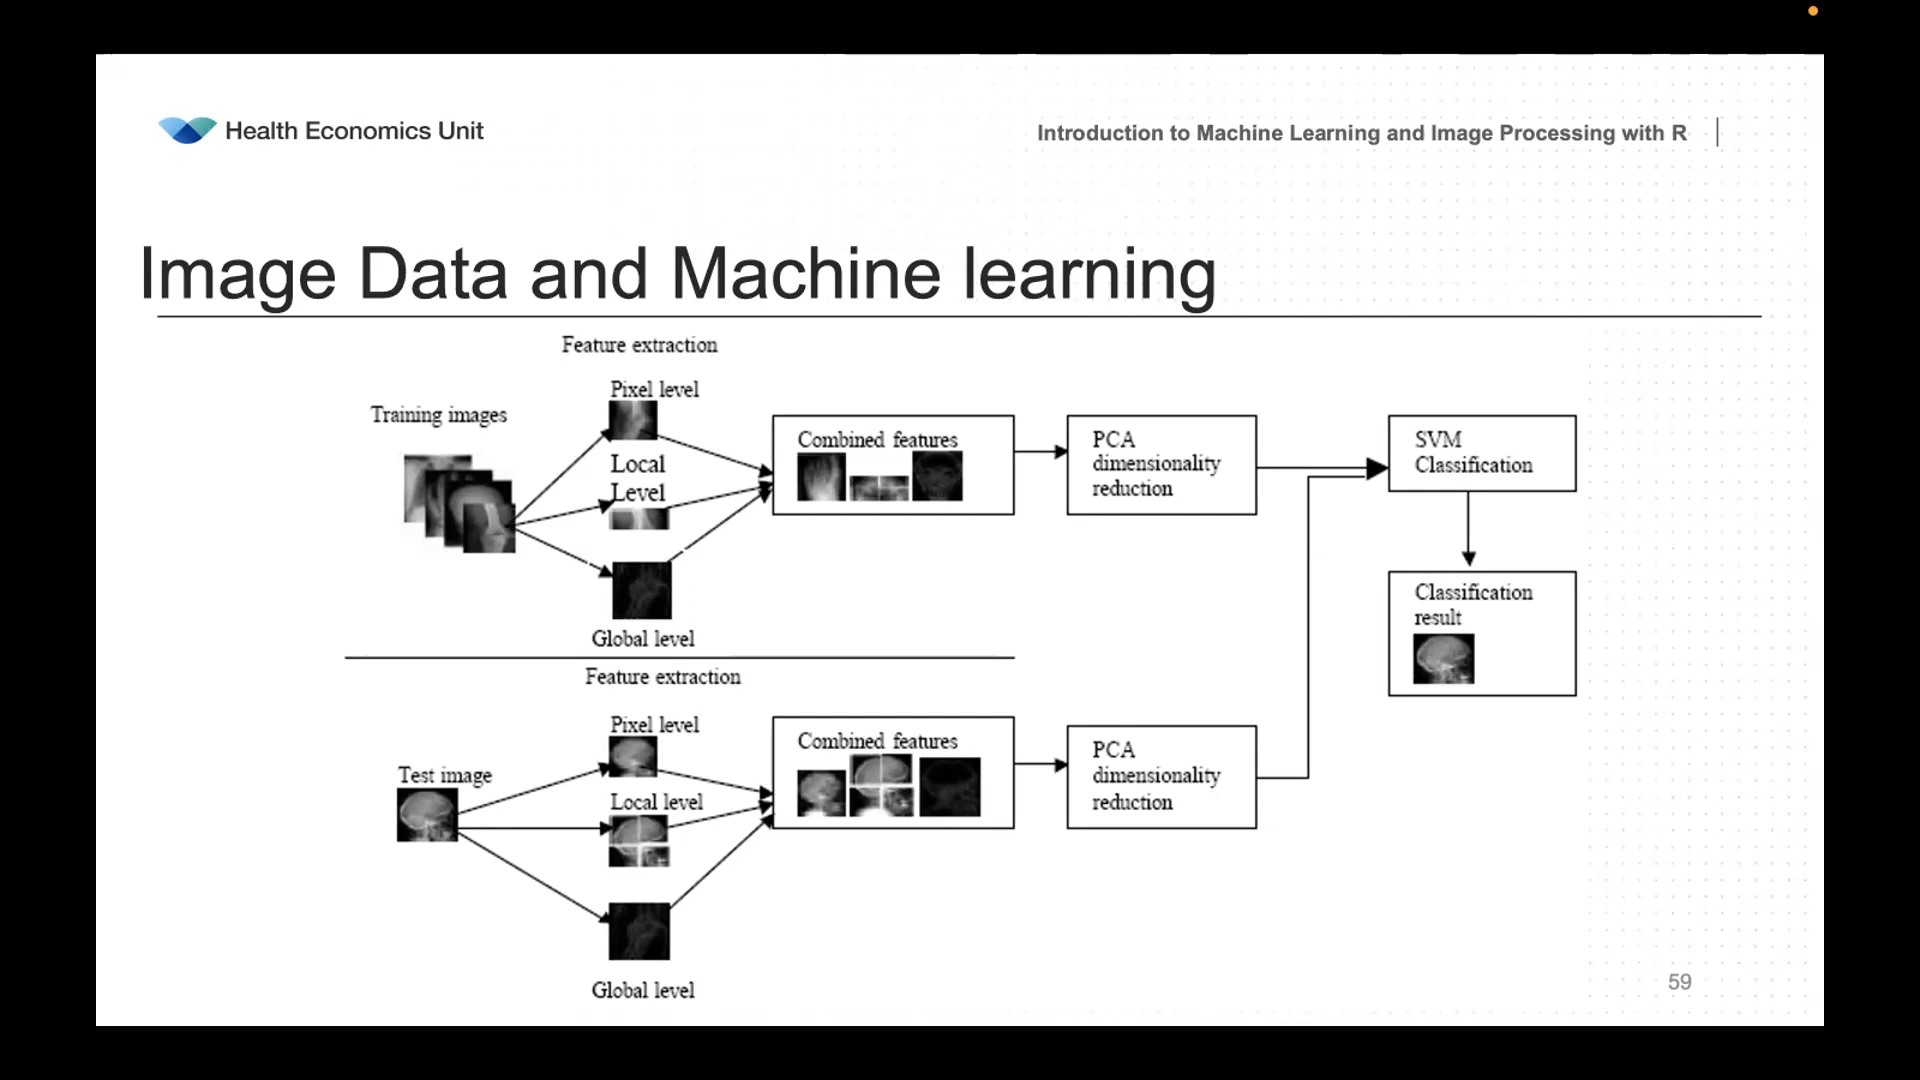 Health Economics Unit
Introduction to Machine Learning and Image Processing with R
Image Data and Machine learning
Feature extraction
Training images
Pixel level
Local
Level
Global level
Combined features
PCA
dimensionality
reduction
SVM
Classification
Classification
result
Feature extraction
Test image
Pixel level
Local level
Global level
Combined features
PCA
dimensionality
reduction
59